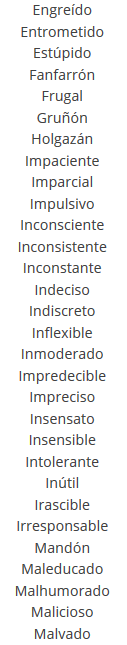 Engreído
Entrometido
Estúpido
Fanfarrón
Frugal
Gruñón
Holgazán
Impaciente
Imparcial
Impulsivo
Inconsciente
Inconsistente
Inconstante
Indeciso
Indiscreto
Inflexible
Inmoderado
Impredecible
Impreciso
Insensato
Insensible
Intolerante
Inútil
Irascible
Irresponsable
Mandón
Maleducado
Malhumorado
Malicioso
Malvado